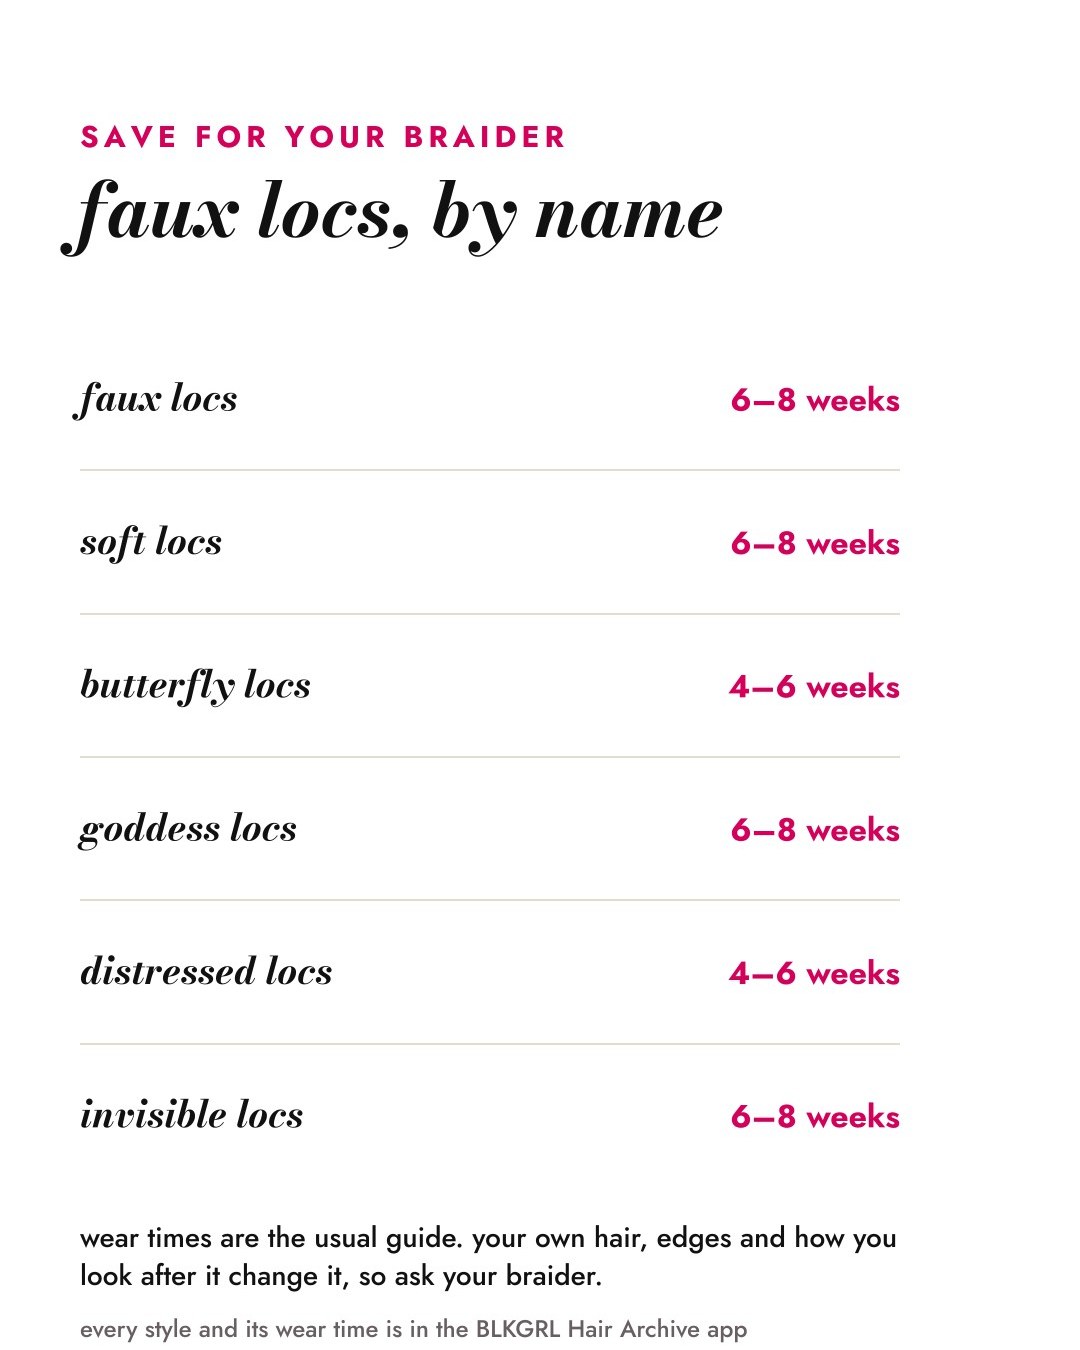 SAVE FOR YOUR BRAIDER
faux locs, by name
faux locs 6–8 weeks
soft locs 6–8 weeks
butterfly locs 4–6 weeks
goddess locs 6–8 weeks
distressed locs 4–6 weeks
invisible locs 6–8 weeks
wear times are the usual guide. your own hair, edges and how you
look after it change it, so ask your braider.
every style and its wear time is in the BLKGRL Hair Archive app